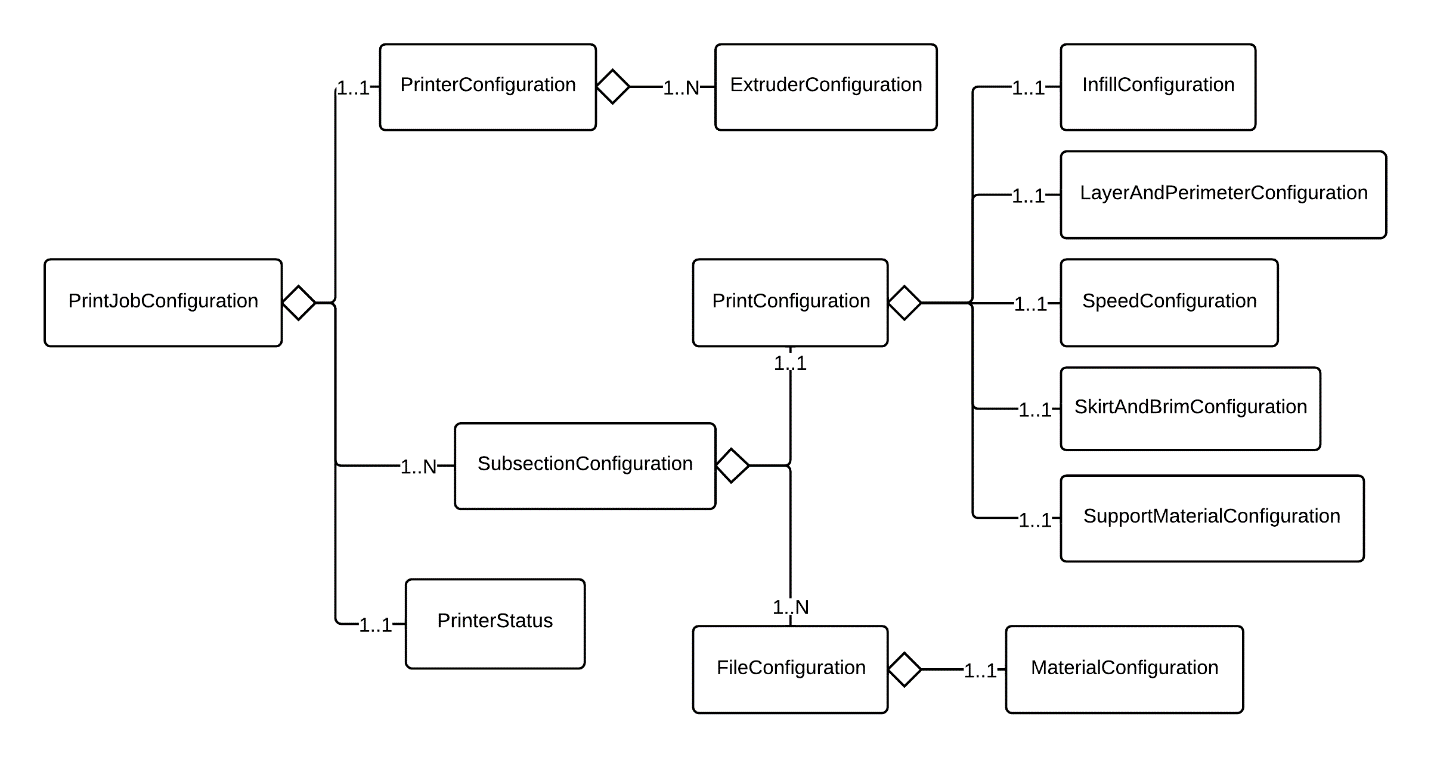 1..1
PrinterConfiguration
1..N
ExtruderConfiguration
1..1
InfillConfiguration
1..1
LayerAndPerimeterConfiguration
PrintJobConfiguration
PrintConfiguration
1..1
SpeedConfiguration
1..1
1..1
SkirtAndBrimConfiguration
1..N
SubsectionConfiguration
1..1
SupportMaterialConfiguration
1..N
1..1
PrinterStatus
FileConfiguration
1..1
MaterialConfiguration